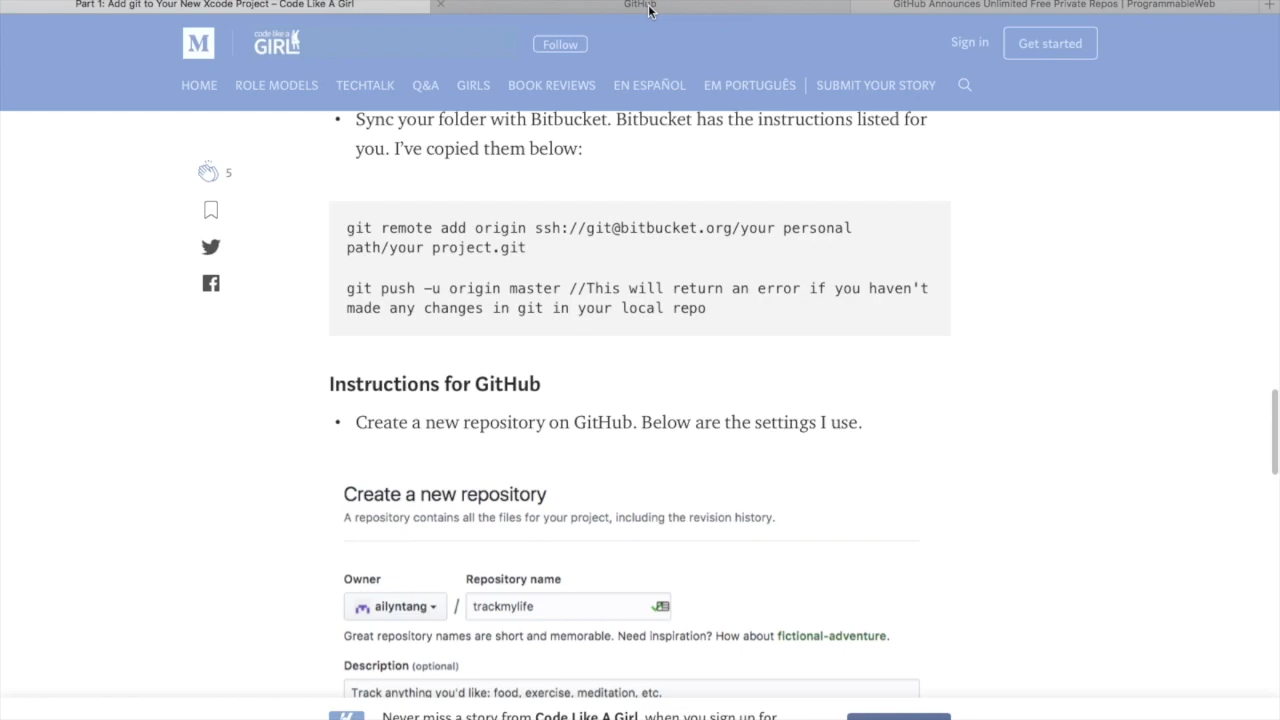 Part 1: Add git to Your New Xcode Project – Code Like A Girl
GitHub
GitHub Announces Unlimited Free Private Repos | ProgrammableWeb
M
code like a
GIRL
Follow
Sign in
Get started
HOME
ROLE MODELS
TECHTALK
Q&A
GIRLS
BOOK REVIEWS
EN ESPAÑOL
EM PORTUGUÊS
SUBMIT YOUR STORY
• Sync your folder with Bitbucket. Bitbucket has the instructions listed for
you. I’ve copied them below:
5
git remote add origin ssh://git@bitbucket.org/your personal
path/your project.git
git push –u origin master //This will return an error if you haven't
made any changes in git in your local repo
Instructions for GitHub
• Create a new repository on GitHub. Below are the settings I use.
Create a new repository
A repository contains all the files for your project, including the revision history.
Owner
Repository name
ailyntang
/
trackmylife
Great repository names are short and memorable. Need inspiration? How about fictional-adventure.
Description (optional)
Track anything you'd like: food, exercise, meditation, etc.
Never miss a story from Code Like A Girl, when you sign up for